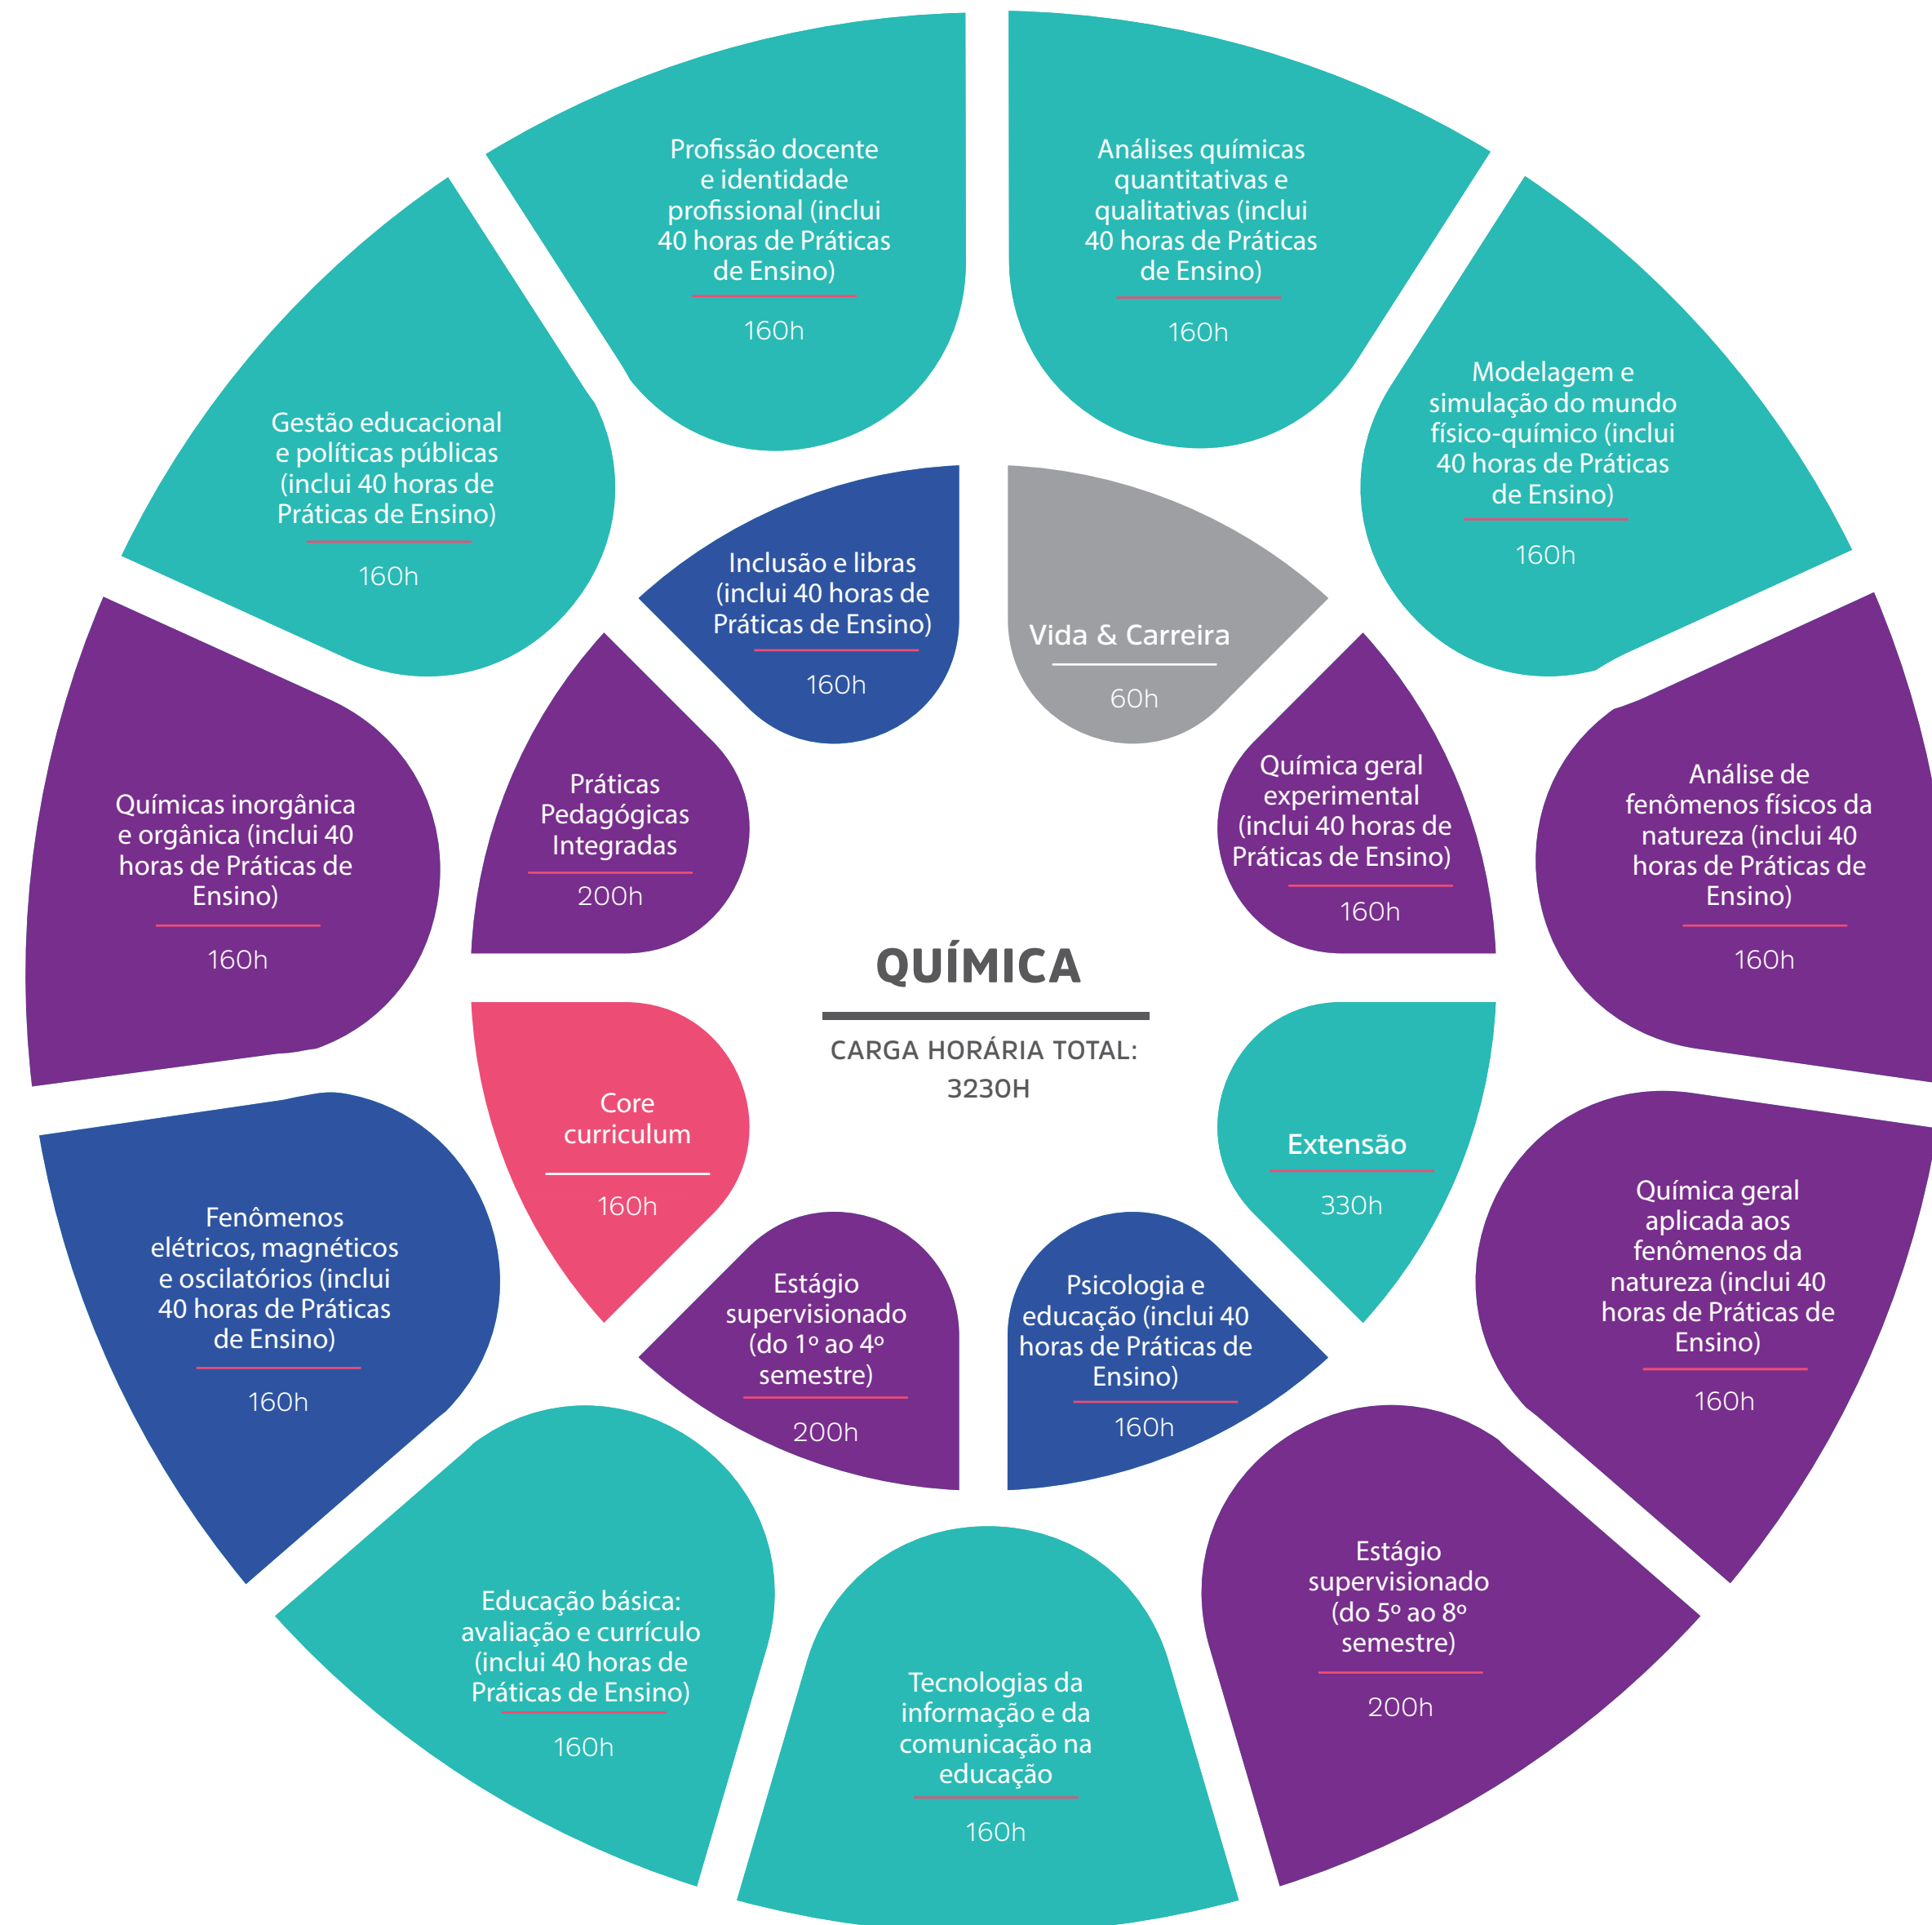 Profissão docente
e identidade
profissional (inclui
40 horas de Práticas
de Ensino)
160h
Análises químicas
quantitativas e
qualitativas (inclui
40 horas de Práticas
de Ensino)
160h
Modelagem e
simulação do mundo
físico-químico (inclui
40 horas de Práticas
de Ensino)
160h
Gestão educacional
e políticas públicas
(inclui 40 horas de
Práticas de Ensino)
160h
Inclusão e libras
(inclui 40 horas de
Práticas de Ensino)
160h
Vida & Carreira
60h
Químicas inorgânica
e orgânica (inclui 40
horas de Práticas de
Ensino)
160h
Práticas
Pedagógicas
Integradas
200h
Química geral
experimental
(inclui 40 horas de
Práticas de Ensino)
160h
Análise de
fenômenos físicos da
natureza (inclui 40
horas de Práticas de
Ensino)
160h
QUÍMICA
CARGA HORÁRIA TOTAL:
3230H
Core
curriculum
160h
Extensão
330h
Fenômenos
elétricos, magnéticos
e oscilatórios (inclui
40 horas de Práticas
de Ensino)
160h
Estágio
supervisionado
(do 1º ao 4º
semestre)
200h
Psicologia e
educação (inclui 40
horas de Práticas de
Ensino)
160h
Química geral
aplicada aos
fenômenos da
natureza (inclui 40
horas de Práticas de
Ensino)
160h
Educação básica:
avaliação e currículo
(inclui 40 horas de
Práticas de Ensino)
160h
Tecnologias da
informação e da
comunicação na
educação
160h
Estágio
supervisionado
(do 5º ao 8º
semestre)
200h